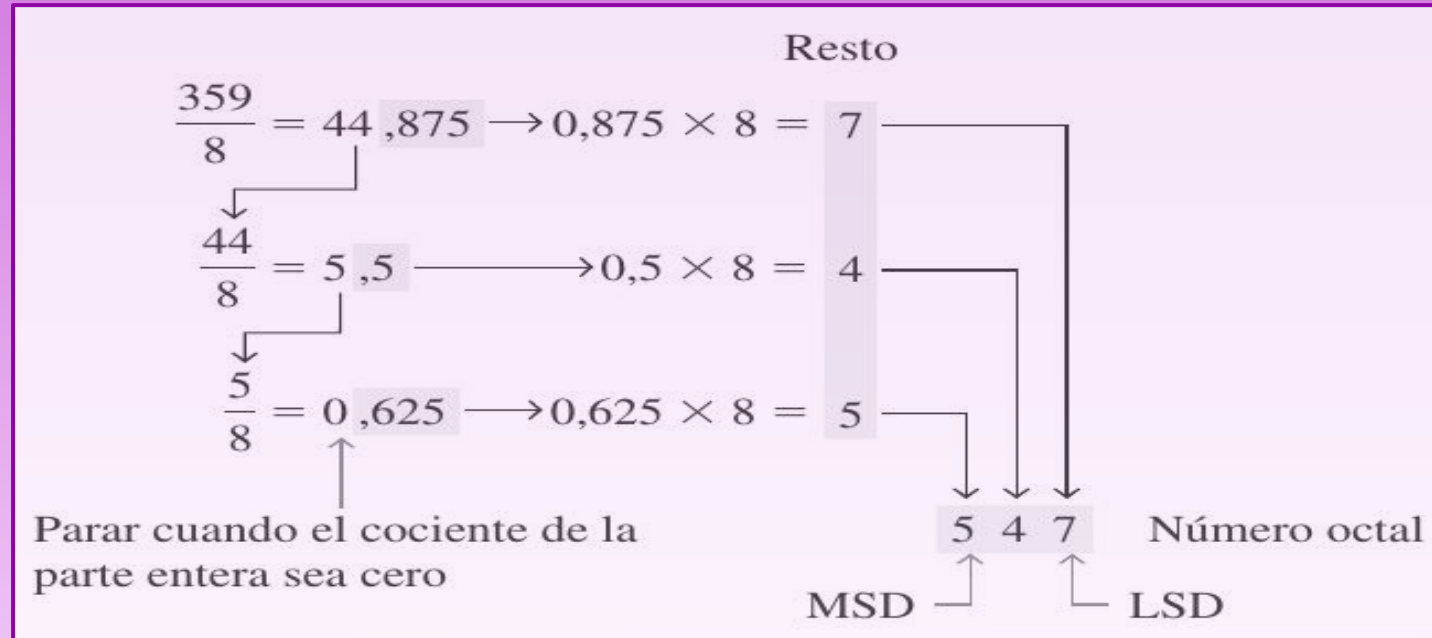 Resto
359/8 = 44 ,875 → 0,875 × 8 = 7
44/8 = 5 ,5 → 0,5 × 8 = 4
5/8 = 0 ,625 → 0,625 × 8 = 5
Parar cuando el cociente de la
parte entera sea cero
5 4 7 Número octal
MSD LSD